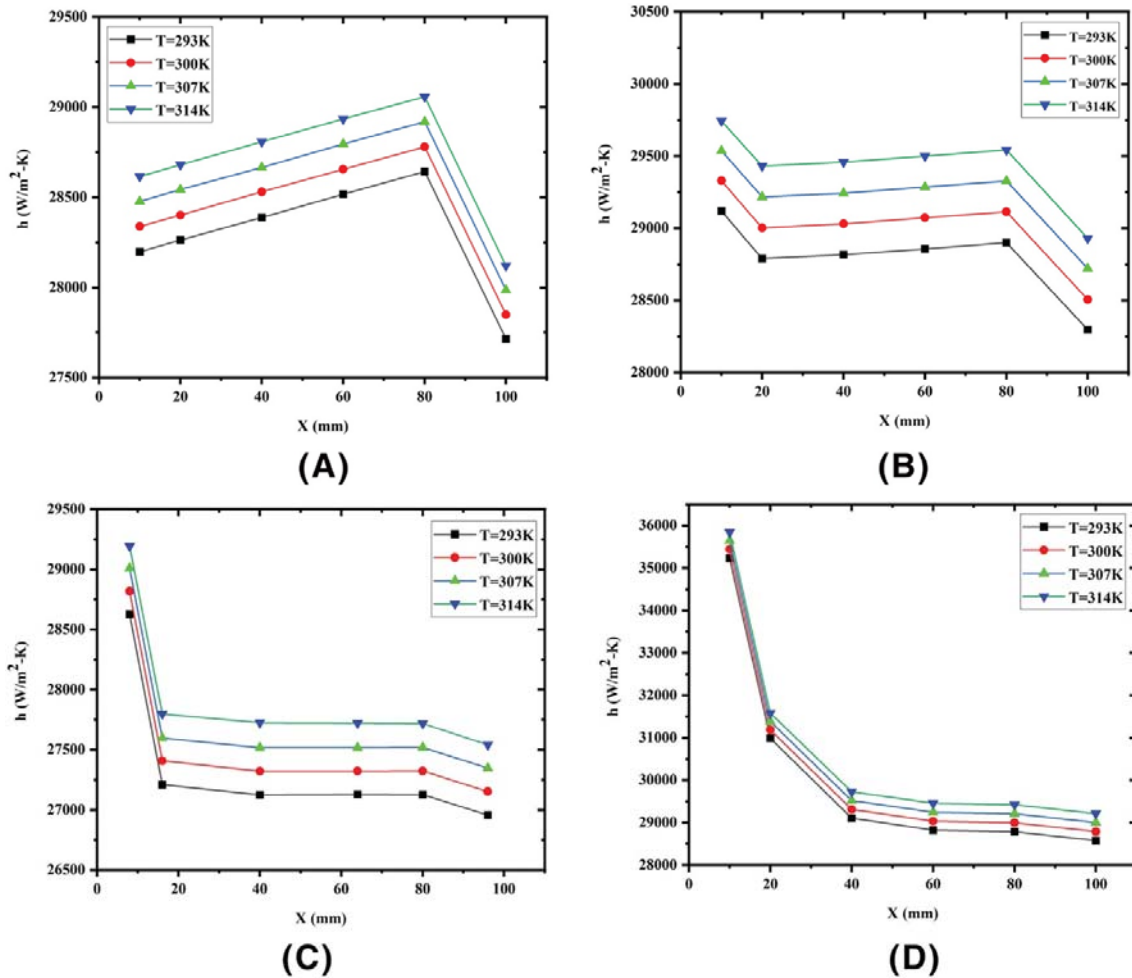 29500
29000
28500
28000
27500
0 20 40 60 80 100
h (W/m²-K)
X (mm)
T=293K
T=300K
T=307K
T=314K
(A)
30500
30000
29500
29000
28500
28000
0 20 40 60 80 100
h (W/m²-K)
X (mm)
T=293K
T=300K
T=307K
T=314K
(B)
29500
29000
28500
28000
27500
27000
26500
0 20 40 60 80 100
h (W/m²-K)
X (mm)
T=293K
T=300K
T=307K
T=314K
(C)
36000
35000
34000
33000
32000
31000
30000
29000
28000
0 20 40 60 80 100
h (W/m²-K)
X (mm)
T=293K
T=300K
T=307K
T=314K
(D)